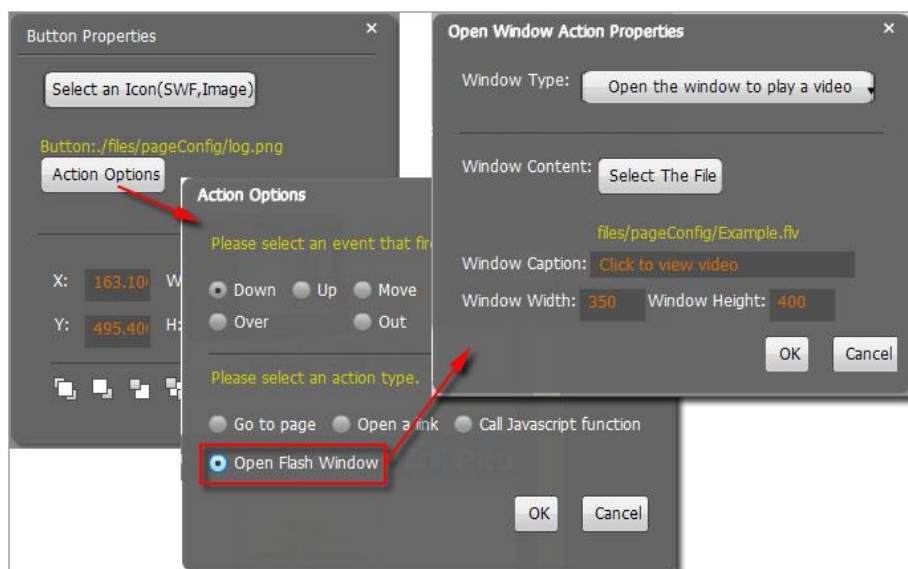 Button Properties
Select an Icon(SWF,Image)
Button:./files/pageConfig/log.png
Action Options
X: 163.10 W
Y: 495.40 H:
Action Options
Please select an event that fir
Down Up Move
Over Out
Please select an action type.
Go to page Open a link Call Javascript function
Open Flash Window
OK Cancel
Open Window Action Properties
Window Type: Open the window to play a video
Window Content: Select The File
files/pageConfig/Example.flv
Window Caption: Click to view video
Window Width: 350 Window Height: 400
OK Cancel